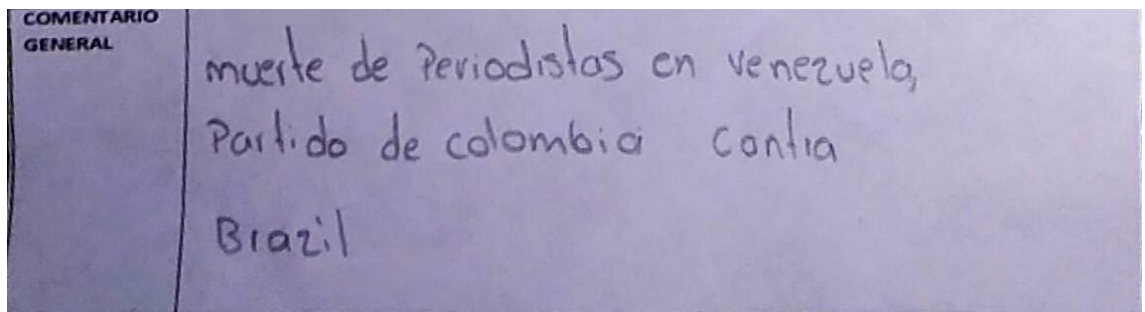 COMENTARIO
GENERAL
muerte de Periodistas en venezuela,
Partido de colombia contra
Brazil